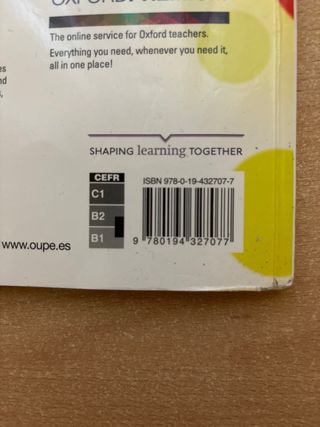 The online service for Oxford teachers.
Everything you need, whenever you need it,
all in one place!
SHAPING learning TOGETHER
CEFR
C1
B2
B1
ISBN 978-0-19-432707-7
9 780194 327077
www.oupe.es